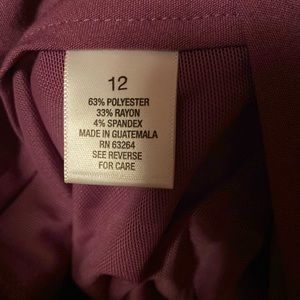 12
63% POLYESTER
33% RAYON
4% SPANDEX
MADE IN GUATEMALA
RN 63264
SEE REVERSE
FOR CARE